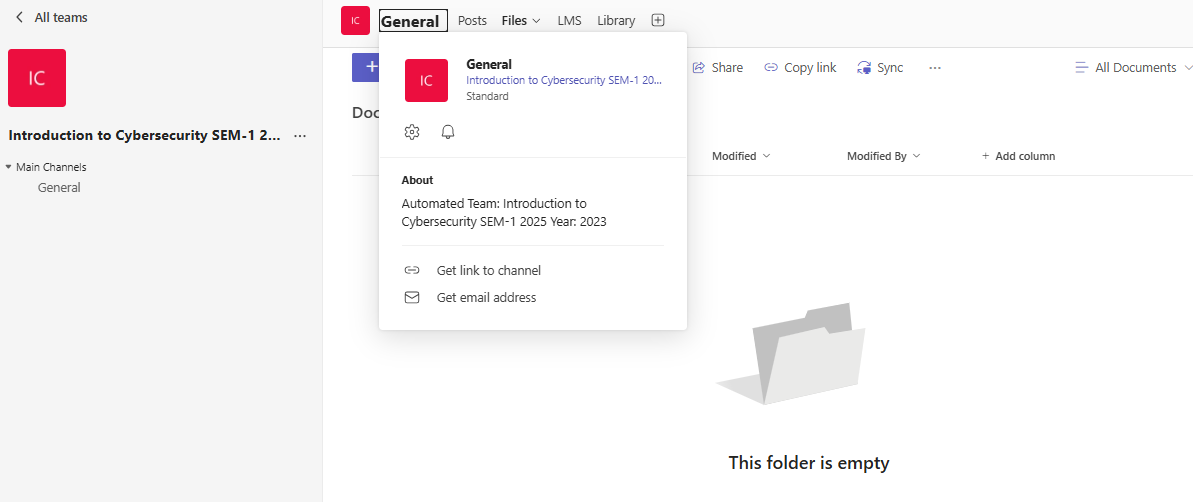 All teams
IC
Introduction to Cybersecurity SEM-1 2...
Main Channels
General
IC
General
Posts
Files
LMS
Library
Share
Copy link
Sync
All Documents
IC
General
Introduction to Cybersecurity SEM-1 20...
Standard
About
Automated Team: Introduction to
Cybersecurity SEM-1 2025 Year: 2023
Get link to channel
Get email address
Modified
Modified By
+ Add column
This folder is empty